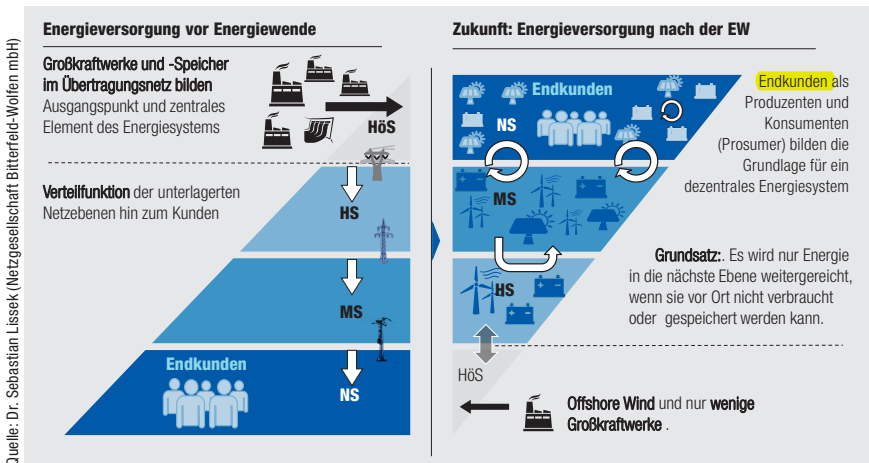 Energieversorgung vor Energiewende
Großkraftwerke und -Speicher
im Übertragungsnetz bilden
Ausgangspunkt und zentrales
Element des Energiesystems
HöS
Verteilfunktion der unterlagerten
Netzebenen hin zum Kunden
HS
MS
Endkunden
NS
Zukunft: Energieversorgung nach der EW
Endkunden
NS
MS
HS
HöS
Endkunden als
Produzenten und
Konsumenten
(Prosumer) bilden die
Grundlage für ein
dezentrales Energiesystem
Grundsatz:. Es wird nur Energie
in die nächste Ebene weitergereicht,
wenn sie vor Ort nicht verbraucht
oder gespeichert werden kann.
Offshore Wind und nur wenige
Großkraftwerke .
Quelle: Dr. Sebastian Lissek (Netzgesellschaft Bitterfeld-Wolfen mbH)